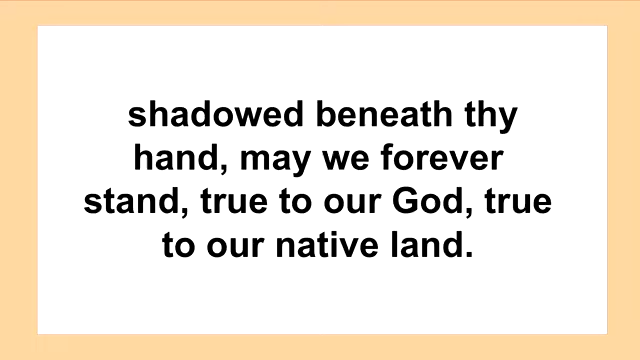 shadowed beneath thy
hand, may we forever
stand, true to our God, true
to our native land.